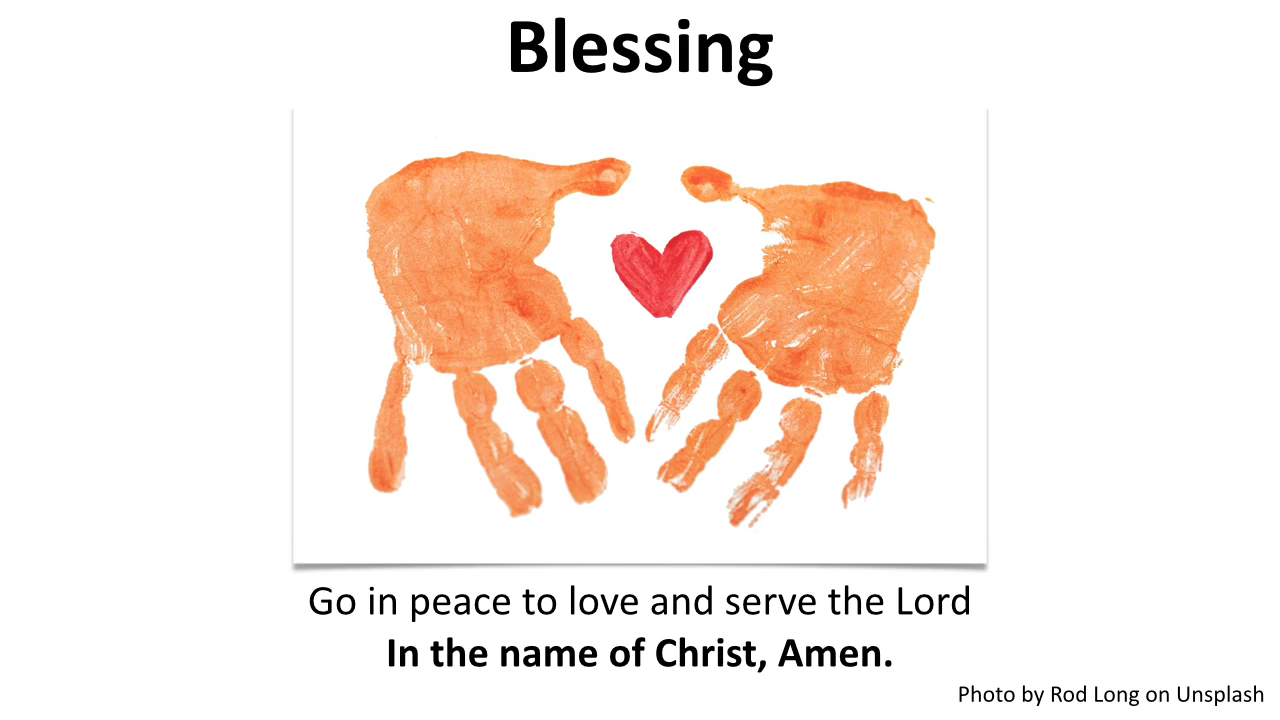 Blessing
Go in peace to love and serve the Lord
In the name of Christ, Amen.
Photo by Rod Long on Unsplash